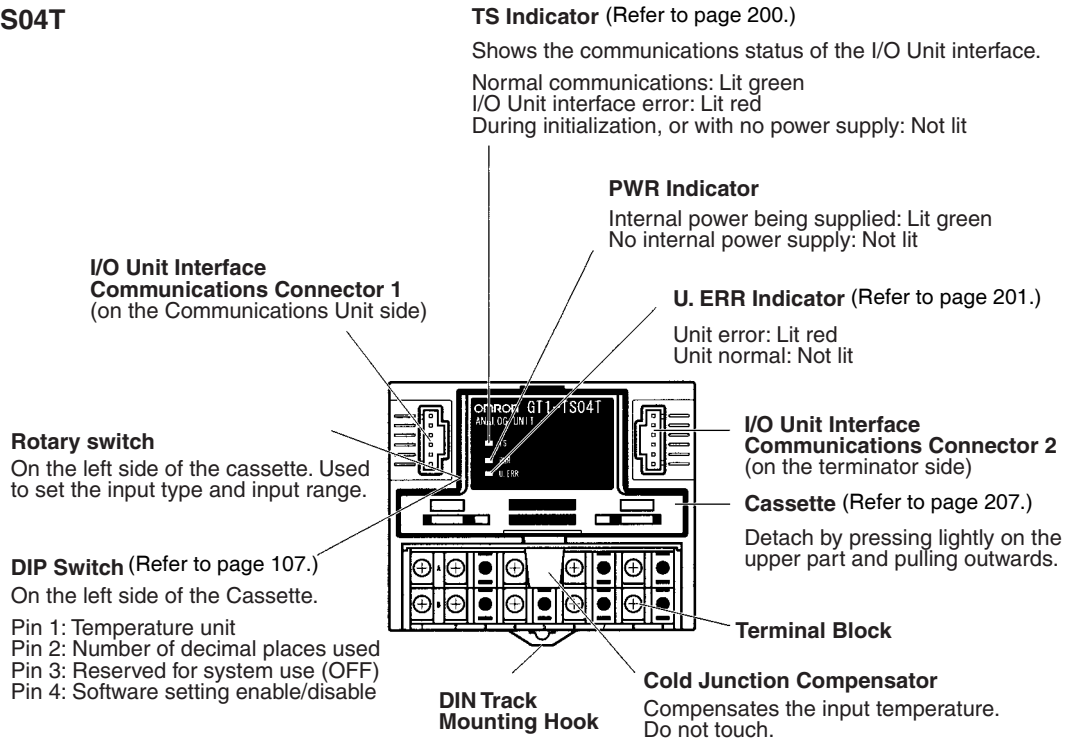 S04T
TS Indicator (Refer to page 200.)
Shows the communications status of the I/O Unit interface.
Normal communications: Lit green
I/O Unit interface error: Lit red
During initialization, or with no power supply: Not lit
PWR Indicator
Internal power being supplied: Lit green
No internal power supply: Not lit
I/O Unit Interface
Communications Connector 1
(on the Communications Unit side)
U. ERR Indicator (Refer to page 201.)
Unit error: Lit red
Unit normal: Not lit
OMRON GT1-TS04T
ANALOG UNIT
U. ERR
Rotary switch
On the left side of the cassette. Used
to set the input type and input range.
I/O Unit Interface
Communications Connector 2
(on the terminator side)
Cassette (Refer to page 207.)
Detach by pressing lightly on the
upper part and pulling outwards.
DIP Switch (Refer to page 107.)
On the left side of the Cassette.
Pin 1: Temperature unit
Pin 2: Number of decimal places used
Pin 3: Reserved for system use (OFF)
Pin 4: Software setting enable/disable
A
B
Terminal Block
DIN Track
Mounting Hook
Cold Junction Compensator
Compensates the input temperature.
Do not touch.